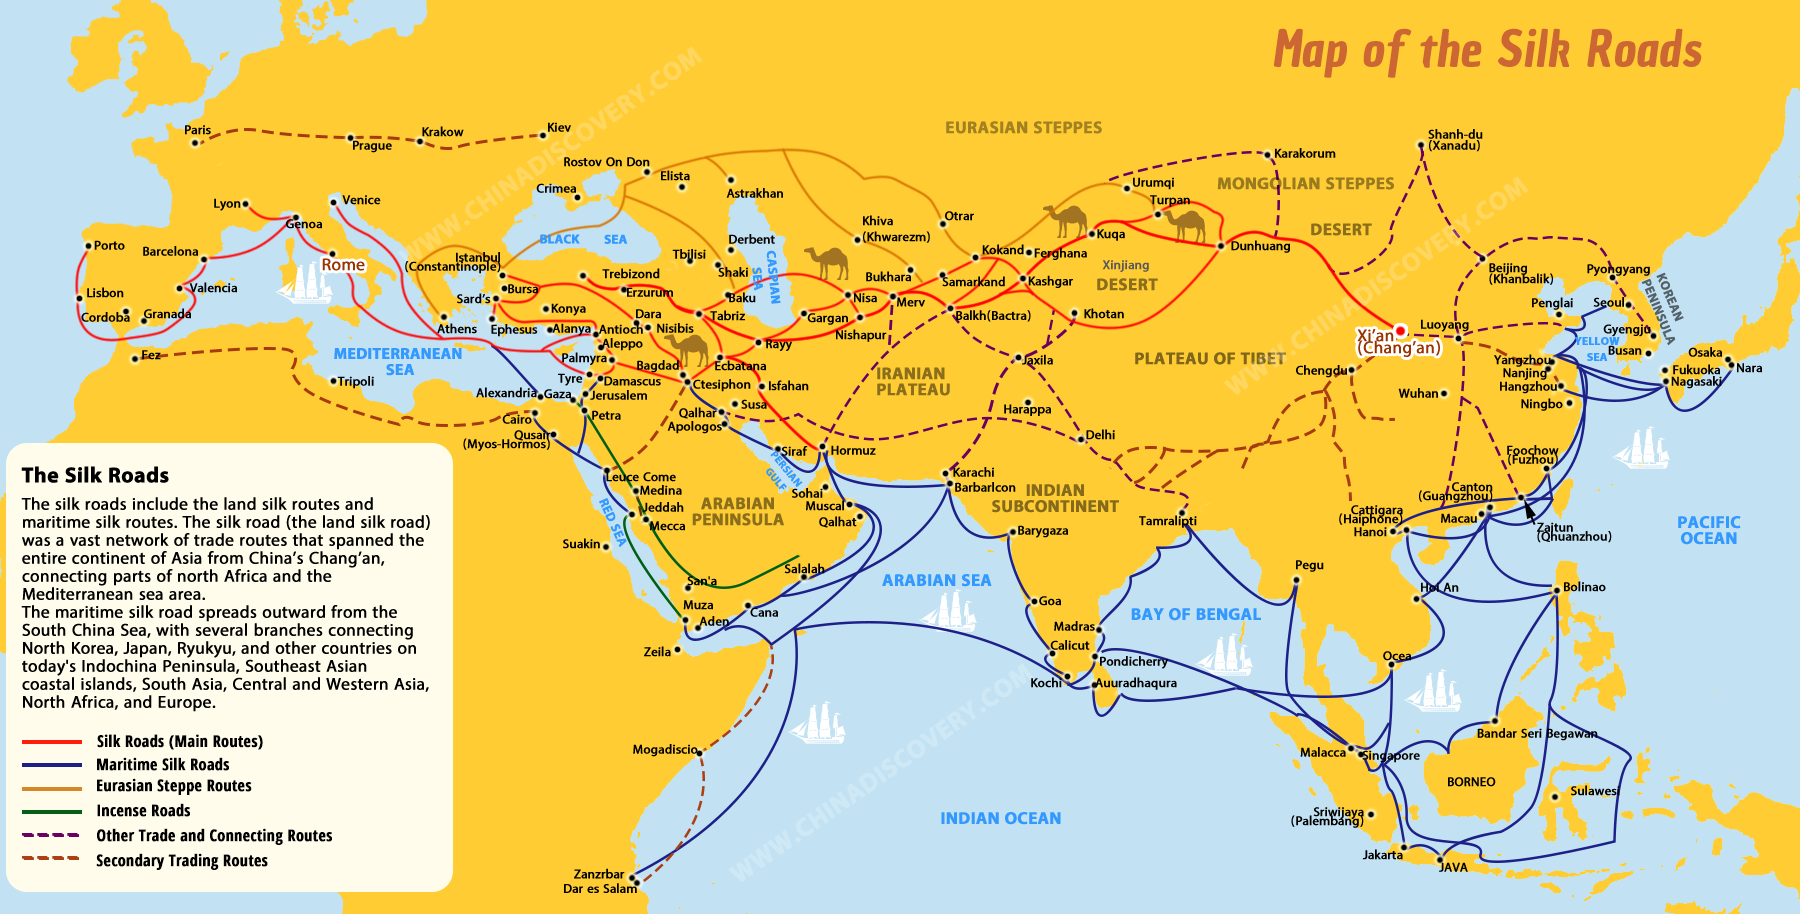 Map of the Silk Roads
WWW.CHINADISCOVERY.COM
WWW.CHINADISCOVERY.COM
WWW.CHINADISCOVERY.COM
EURASIAN STEPPES
MONGOLIAN STEPPES
DESERT
Xinjiang
DESERT
PLATEAU OF TIBET
IRANIAN
PLATEAU
ARABIAN
PENINSULA
INDIAN
SUBCONTINENT
KOREAN
PENINSULA
BLACK SEA
CASPIAN
SEA
MEDITERRANEAN
SEA
PERSIAN
GULF
RED SEA
ARABIAN SEA
BAY OF BENGAL
INDIAN OCEAN
YELLOW
SEA
PACIFIC
OCEAN
Paris
Prague
Krakow
Kiev
Rostov On Don
Elista
Astrakhan
Crimea
Lyon
Genoa
Venice
Porto
Barcelona
Rome
Lisbon
Valencia
Cordoba
Granada
Fez
Tripoli
Istanbul
(Constantinople)
Bursa
Sard's
Athens
Ephesus
Konya
Alanya
Antioch
Aleppo
Trebizond
Erzurum
Dara
Nisibis
Tbilisi
Derbent
Shaki
Baku
Tabriz
Palmyra
Bagdad
Ecbatana
Rayy
Tyre
Damascus
Ctesiphon
Isfahan
Jerusalem
Alexandria
Gaza
Petra
Cairo
Qusair
(Myos-Hormos)
Susa
Qalhar
Apologos
Siraf
Hormuz
Leuce Come
Medina
Jeddah
Mecca
Sohai
Muscal
Qalhat
Suakin
San'a
Salalah
Muza
Cana
Aden
Zeila
Mogadiscio
Zanzrbar
Dar es Salam
Khiva
(Khwarezm)
Otrar
Bukhara
Nisa
Merv
Gargan
Nishapur
Samarkand
Kokand
Ferghana
Kashgar
Balkh(Bactra)
Khotan
Urumqi
Turpan
Kuqa
Dunhuang
Karakorum
Shanh-du
(Xanadu)
Jaxila
Harappa
Delhi
Karachi
Barbarlcon
Barygaza
Tamralipti
Goa
Madras
Calicut
Pondicherry
Kochi
Auuradhaqura
Pegu
Xi'an
(Chang'an)
Luoyang
Beijing
(Khanbalik)
Pyongyang
Penglai
Seoul
Gyengju
Busan
Osaka
Nara
Fukuoka
Nagasaki
Chengdu
Yangzhou
Nanjing
Hangzhou
Wuhan
Ningbo
Foochow
(Fuzhou)
Canton
(Guangzhou)
Macau
Cattigara
(Haiphone)
Hanoi
Zaitun
(Qhuanzhou)
Hoi An
Bolinao
Ocea
Malacca
Singapore
Bandar Seri Begawan
BORNEO
Sulawesi
Sriwijaya
(Palembang)
Jakarta
JAVA
The Silk Roads
The silk roads include the land silk routes and
maritime silk routes. The silk road (the land silk road)
was a vast network of trade routes that spanned the
entire continent of Asia from China's Chang'an,
connecting parts of north Africa and the
Mediterranean sea area.
The maritime silk road spreads outward from the
South China Sea, with several branches connecting
North Korea, Japan, Ryukyu, and other countries on
today's Indochina Peninsula, Southeast Asian
coastal islands, South Asia, Central and Western Asia,
North Africa, and Europe.
Silk Roads (Main Routes)
Maritime Silk Roads
Eurasian Steppe Routes
Incense Roads
Other Trade and Connecting Routes
Secondary Trading Routes